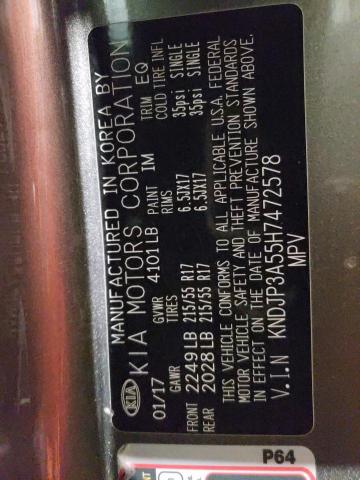 MANUFACTURED IN KOREA BY
KIA KIA MOTORS CORPORATION
01/17 GVWR 4101LB PAINT IM TRIM EQ
GAWR TIRES RIMS COLD TIRE INFL
FRONT 2249LB 215/55 R17 6.5JX17 35psi SINGLE
REAR 2028LB 215/55 R17 6.5JX17 35psi SINGLE
THIS VEHICLE CONFORMS TO ALL APPLICABLE U.S.A. FEDERAL
MOTOR VEHICLE SAFETY AND THEFT PREVENTION STANDARDS
IN EFFECT ON THE DATE OF MANUFACTURE SHOWN ABOVE.
V.I.N KNDJP3A55H7472578
MPV
P64